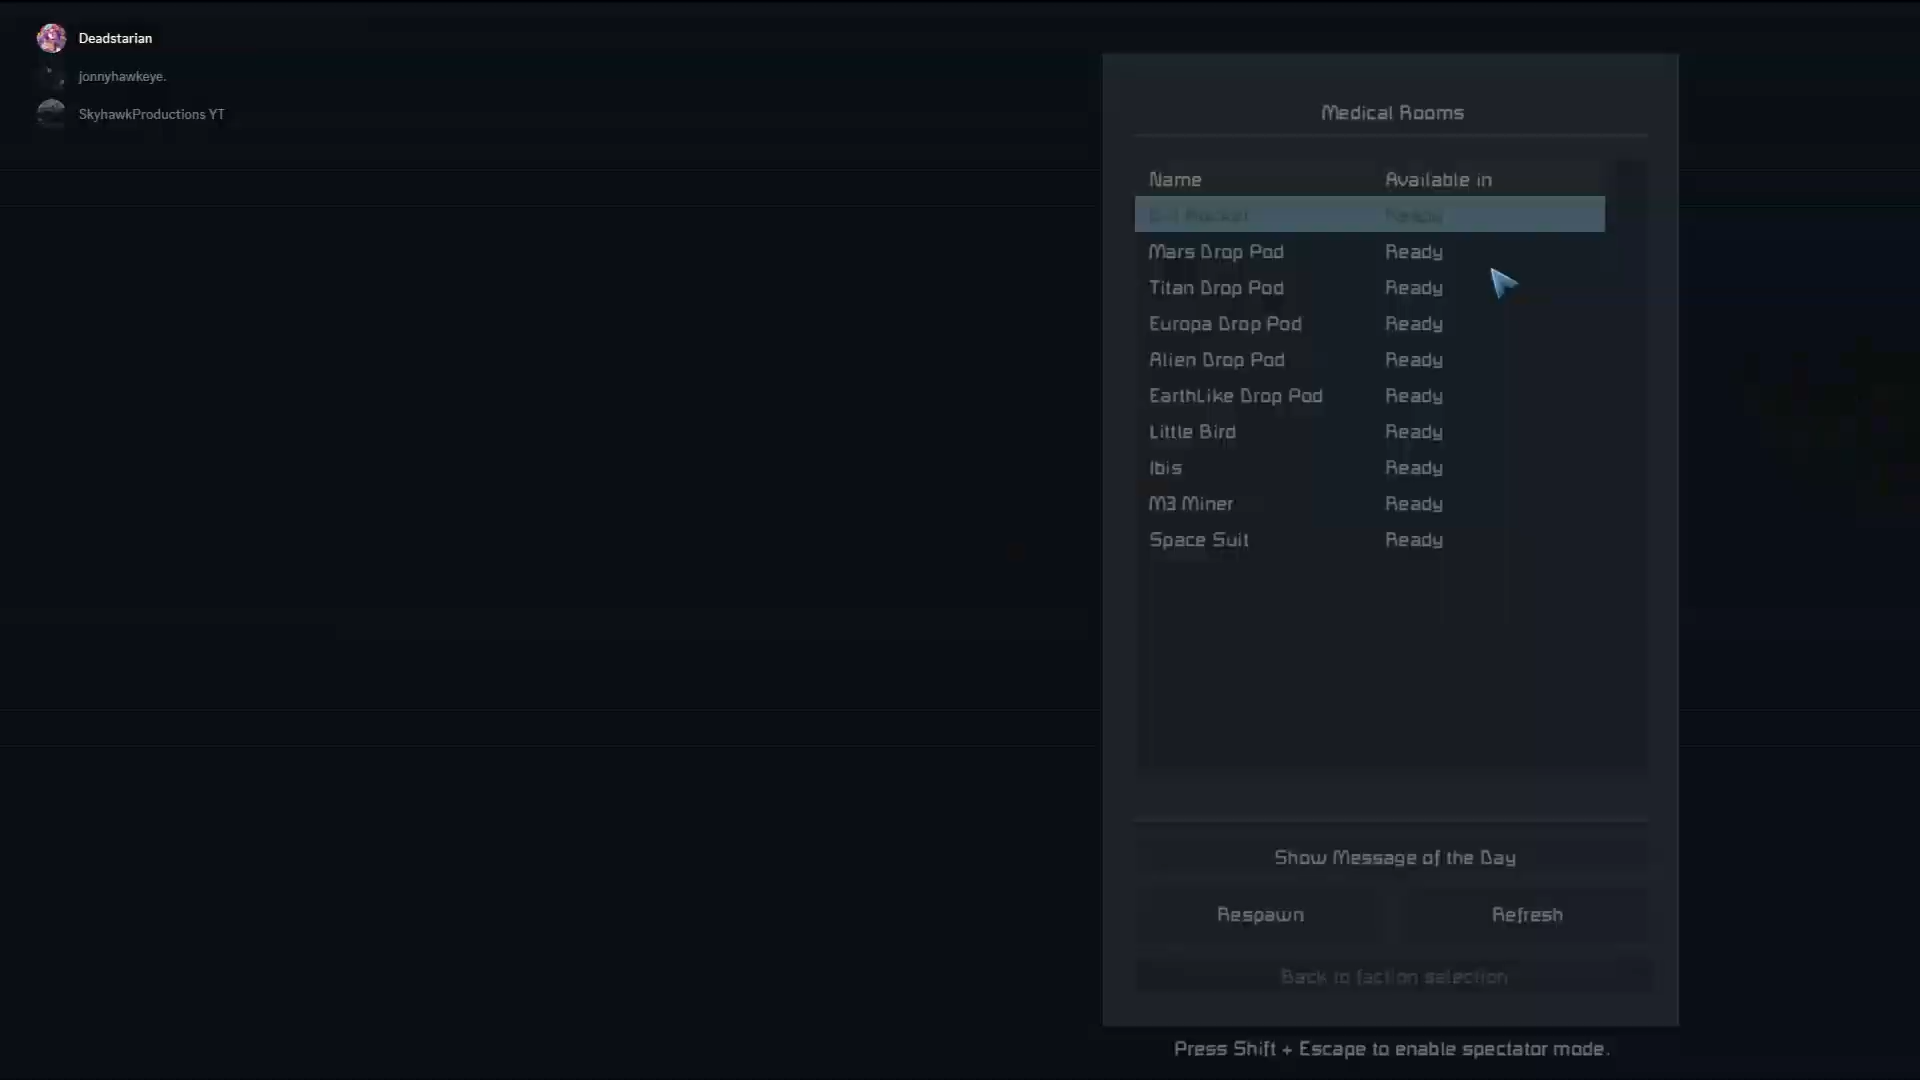 Deadstarian
jonnyhawkeye.
SkyhawkProductions YT
Medical Rooms
Name Available in
Ready
Mars Drop Pod Ready
Titan Drop Pod Ready
Europa Drop Pod Ready
Alien Drop Pod Ready
EarthLike Drop Pod Ready
Little Bird Ready
Ibis Ready
M3 Miner Ready
Space Suit Ready
Show Message of the Day
Respawn Refresh
Back to faction selection
Press Shift + Escape to enable spectator mode.